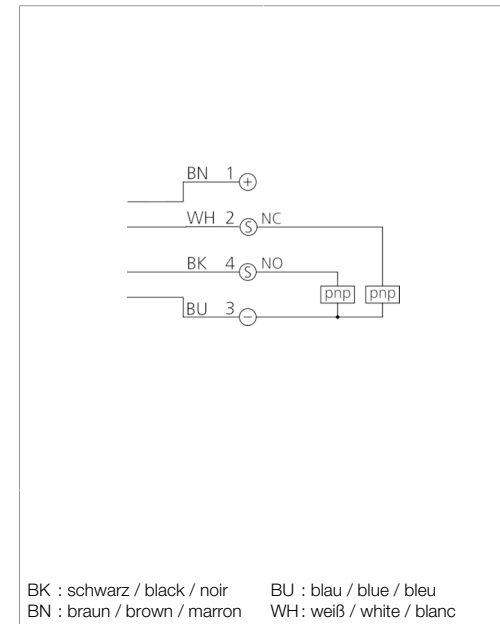 BN 1 +
WH 2 S NC
BK 4 S NO
pnp pnp
BU 3 −
BK : schwarz / black / noir BU : blau / blue / bleu
BN : braun / brown / marron WH : weiß / white / blanc